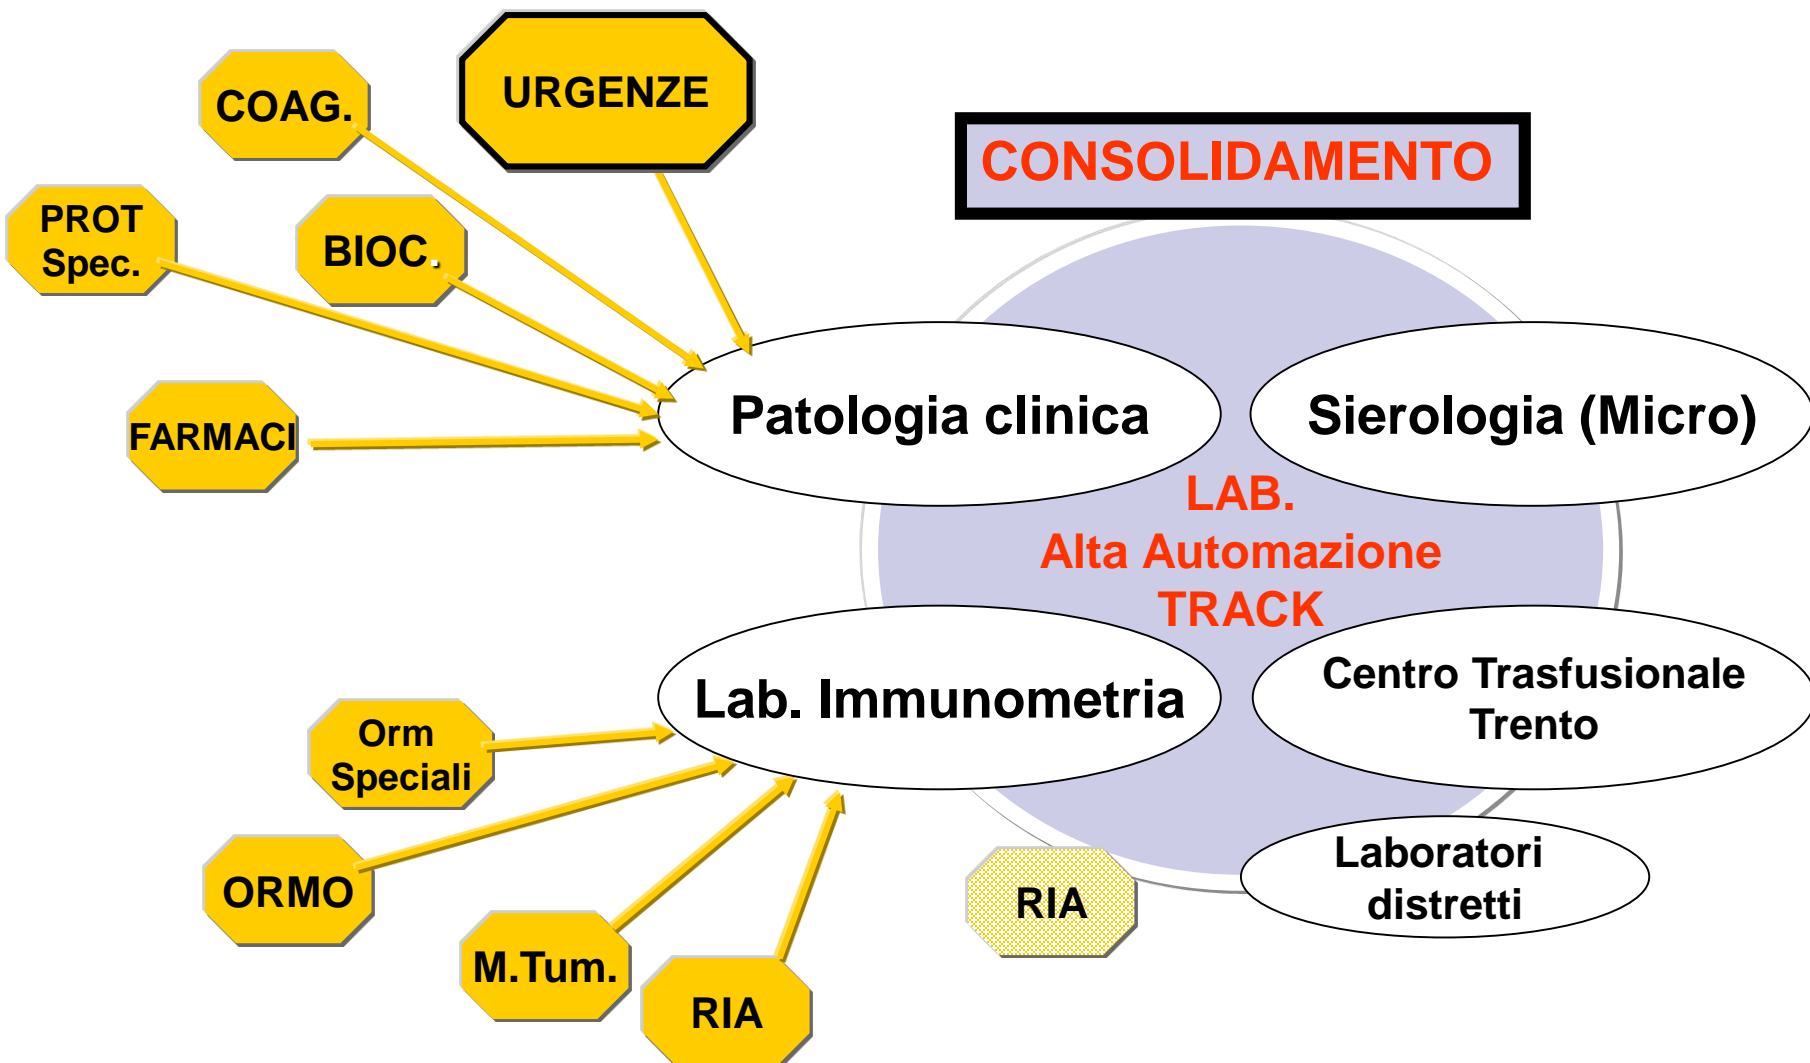 URGENZE
COAG.
CONSOLIDAMENTO
PROT
Spec.
BIOC.
FARMACI
Patologia clinica
Sierologia (Micro)
LAB.
Alta Automazione
TRACK
Lab. Immunometria
Centro Trasfusionale
Trento
Orm
Speciali
ORMO
Laboratori
distretti
RIA
M.Tum.
RIA